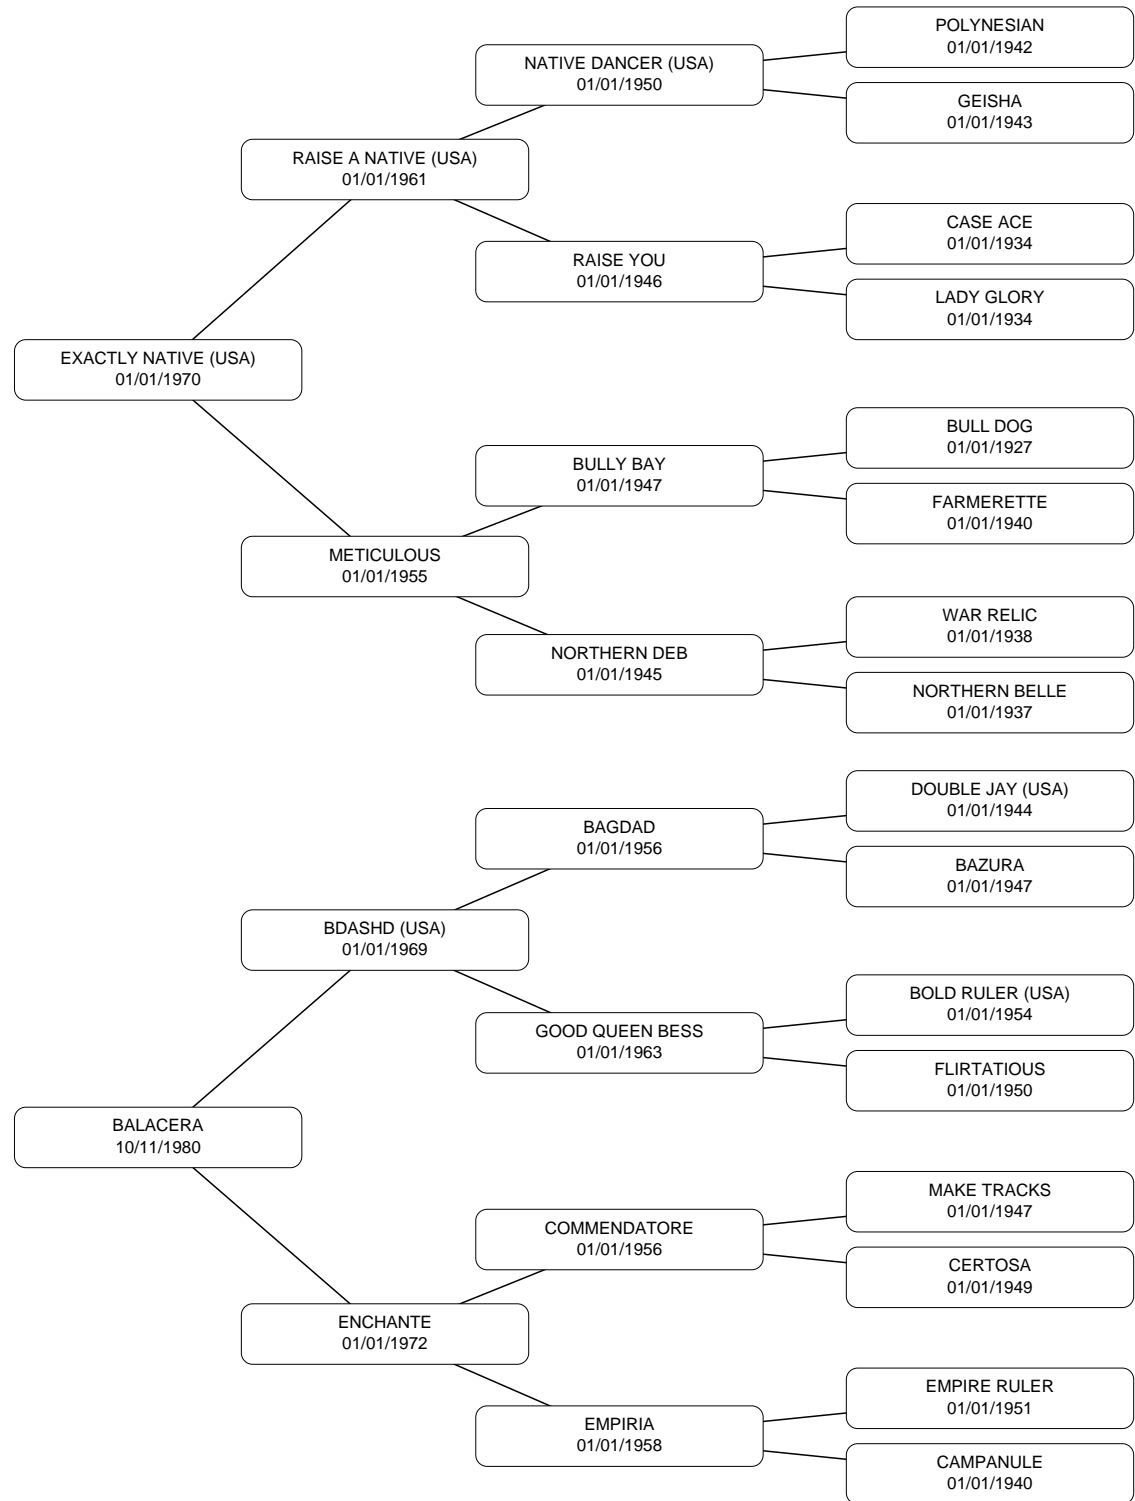 POLYNESIAN
01/01/1942
NATIVE DANCER (USA)
01/01/1950
GEISHA
01/01/1943
RAISE A NATIVE (USA)
01/01/1961
CASE ACE
01/01/1934
RAISE YOU
01/01/1946
LADY GLORY
01/01/1934
EXACTLY NATIVE (USA)
01/01/1970
BULL DOG
01/01/1927
BULLY BAY
01/01/1947
FARMERETTE
01/01/1940
METICULOUS
01/01/1955
WAR RELIC
01/01/1938
NORTHERN DEB
01/01/1945
NORTHERN BELLE
01/01/1937
DOUBLE JAY (USA)
01/01/1944
BAGDAD
01/01/1956
BAZURA
01/01/1947
BDASHD (USA)
01/01/1969
BOLD RULER (USA)
01/01/1954
GOOD QUEEN BESS
01/01/1963
FLIRTATIOUS
01/01/1950
BALACERA
10/11/1980
MAKE TRACKS
01/01/1947
COMMENDATORE
01/01/1956
CERTOSA
01/01/1949
ENCHANTE
01/01/1972
EMPIRE RULER
01/01/1951
EMPIRIA
01/01/1958
CAMPANULE
01/01/1940